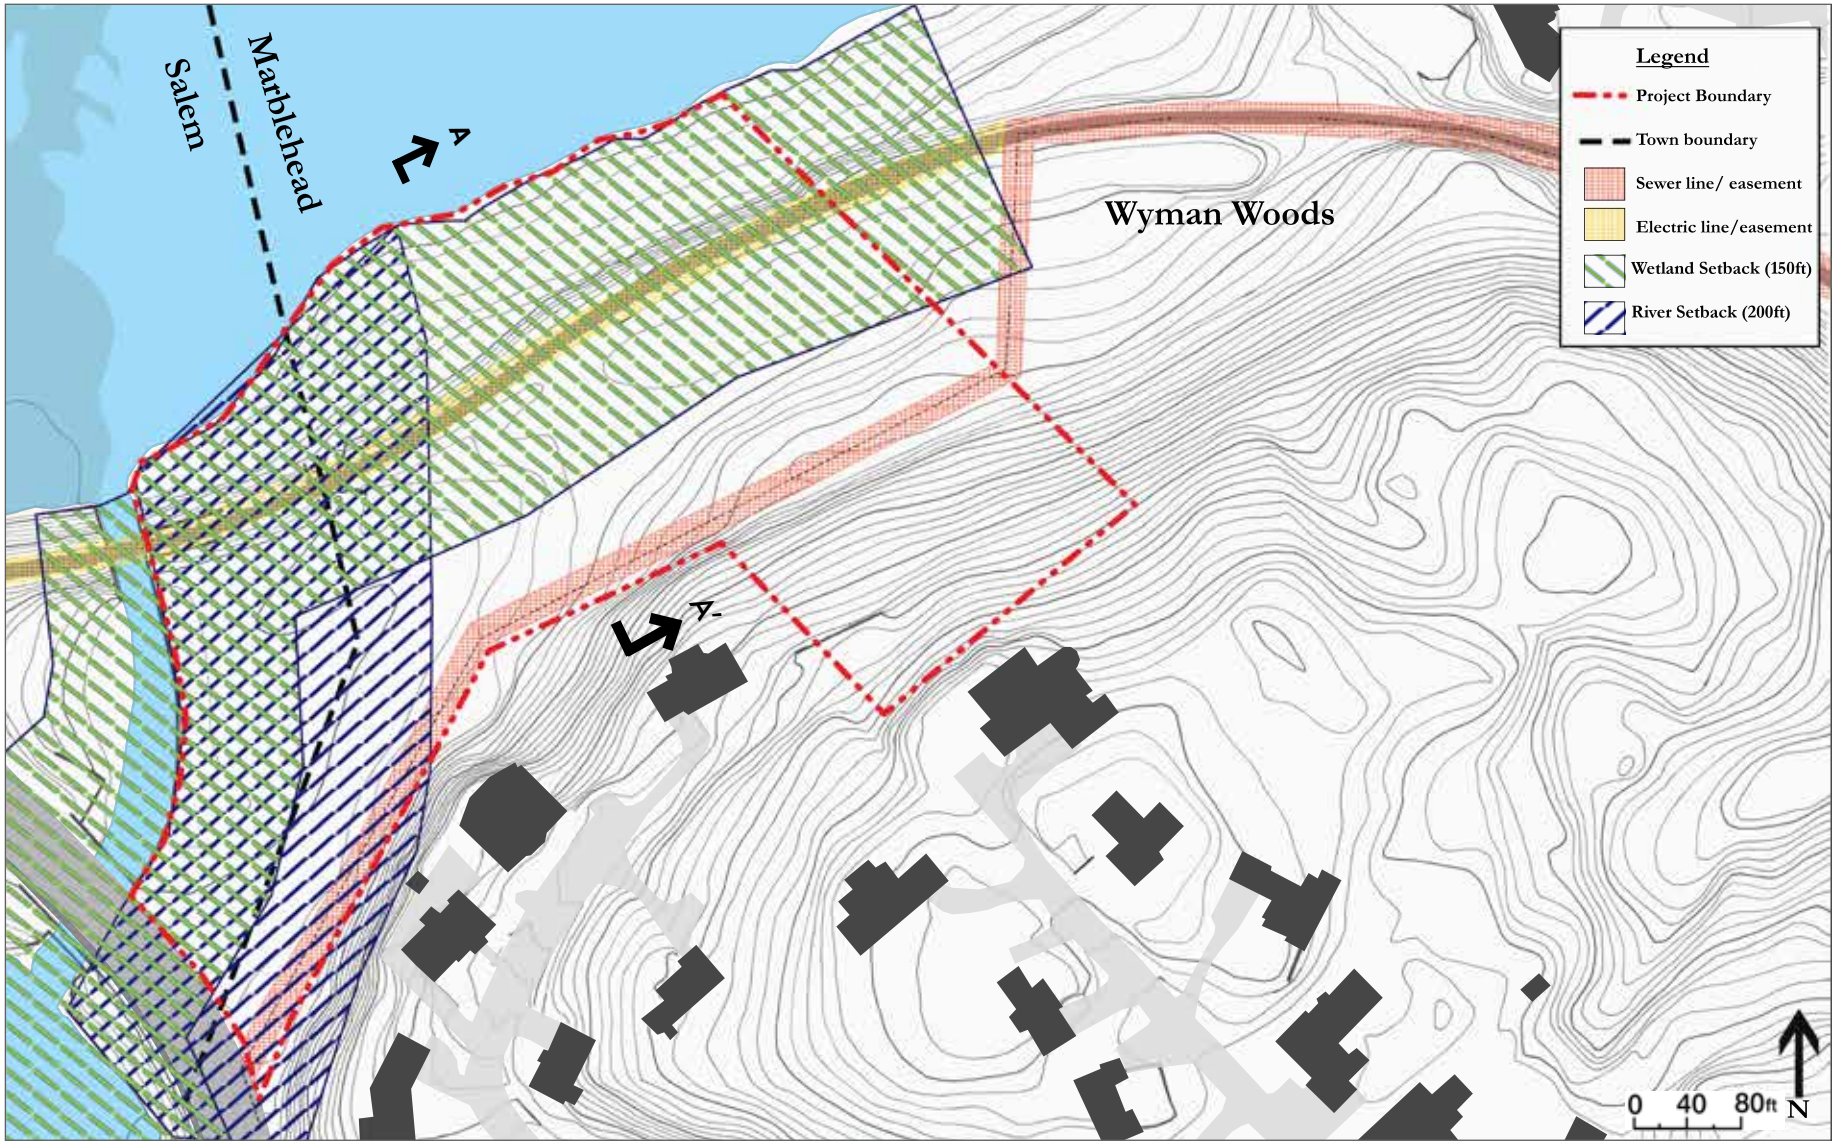 Salem
Marblehead
A
Wyman Woods
A'
Legend
Project Boundary
Town boundary
Sewer line/ easement
Electric line/easement
Wetland Setback (150ft)
River Setback (200ft)
0 40 80ft
N